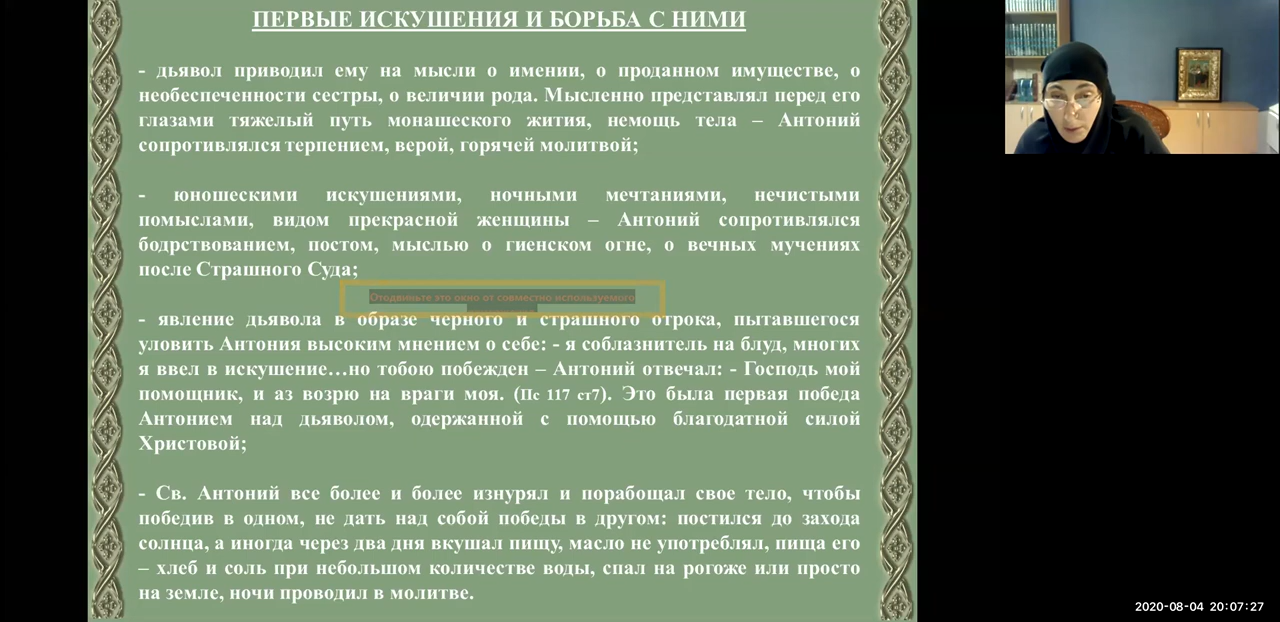 ПЕРВЫЕ ИСКУШЕНИЯ И БОРЬБА С НИМИ
- дьявол приводил ему на мысли о имении, о проданном имуществе, о
необеспеченности сестры, о величии рода. Мысленно представлял перед его
глазами тяжелый путь монашеского жития, немощь тела – Антоний
сопротивлялся терпением, верой, горячей молитвой;
- юношескими искушениями, ночными мечтаниями, нечистыми
помыслами, видом прекрасной женщины – Антоний сопротивлялся
бодрствованием, постом, мыслью о гиенском огне, о вечных мучениях
после Страшного Суда;
Отодвиньте это окно от совместно используемого
- явление дьявола в образе черного и страшного отрока, пытавшегося
уловить Антония высоким мнением о себе: - я соблазнитель на блуд, многих
я ввел в искушение…но тобою побежден – Антоний отвечал: - Господь мой
помощник, и аз возрю на враги моя. (Пс 117 ст7). Это была первая победа
Антонием над дьяволом, одержанной с помощью благодатной силой
Христовой;
- Св. Антоний все более и более изнурял и порабощал свое тело, чтобы
победив в одном, не дать над собой победы в другом: постился до захода
солнца, а иногда через два дня вкушал пищу, масло не употреблял, пища его
– хлеб и соль при небольшом количестве воды, спал на рогоже или просто
на земле, ночи проводил в молитве.
2020-08-04 20:07:27